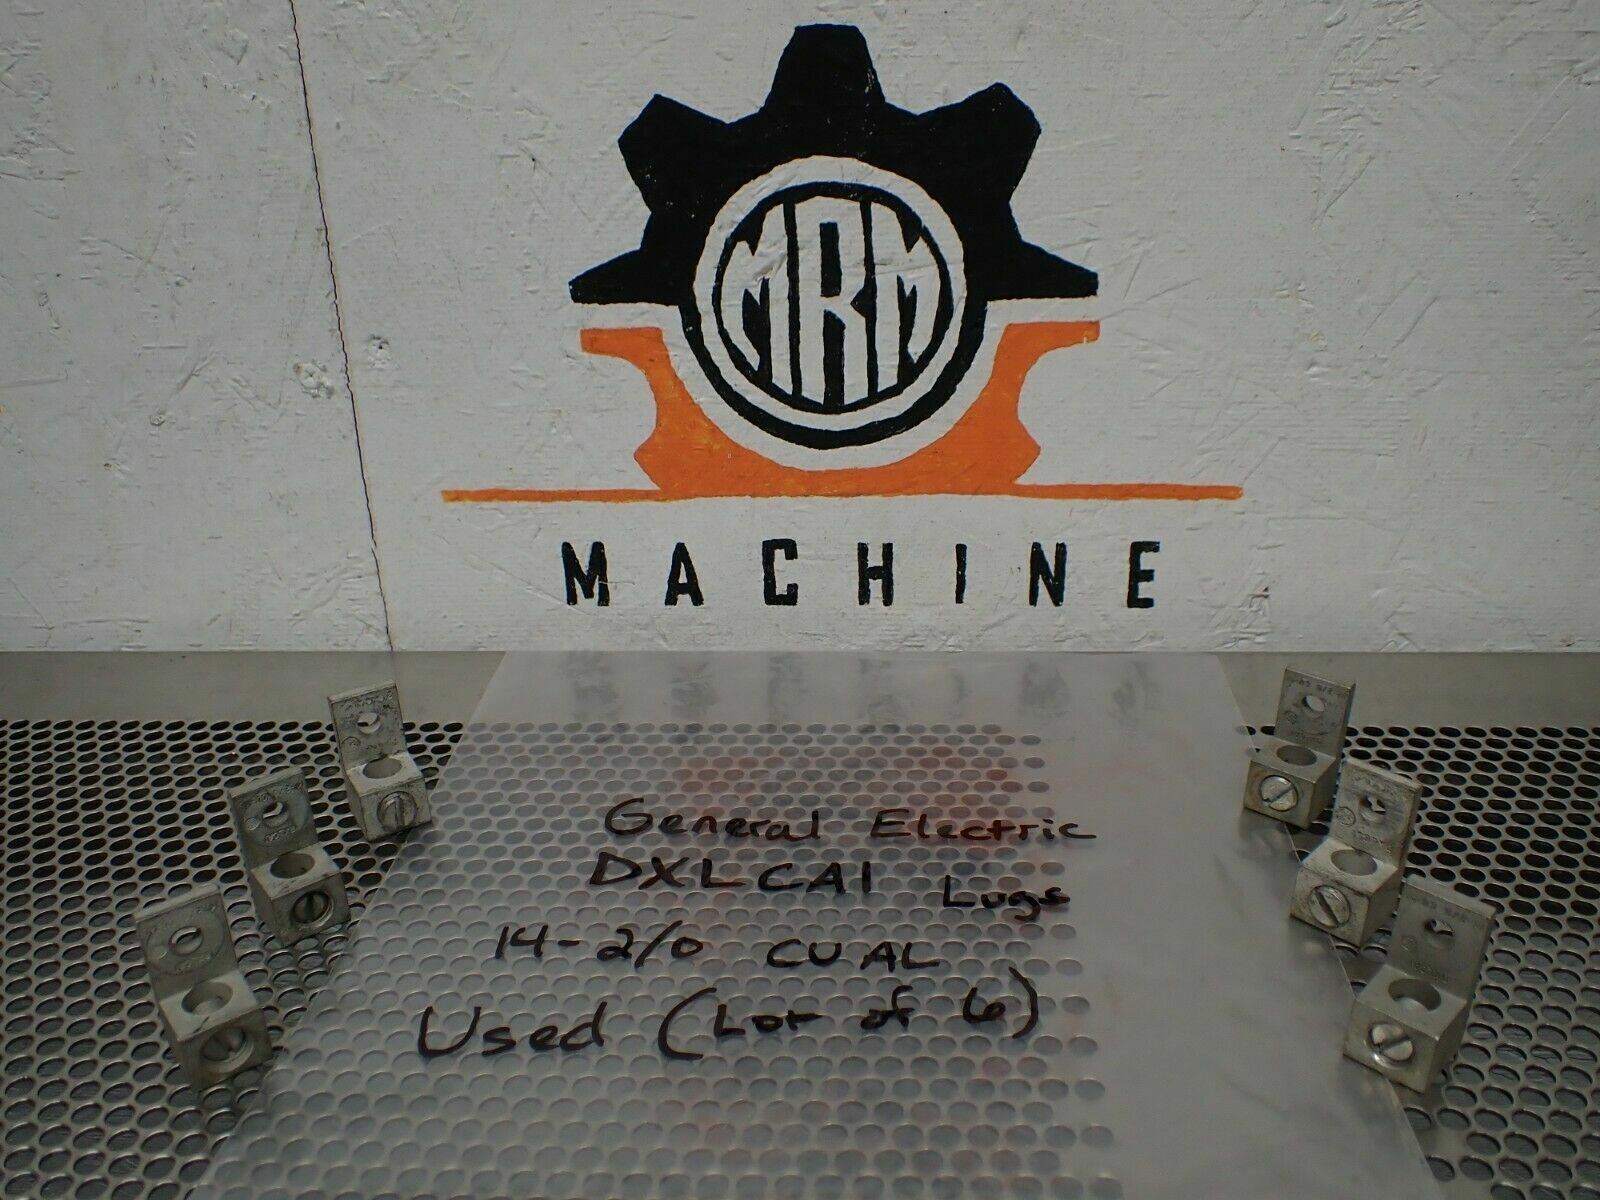 MRM
MACHINE
General Electric
DXLCA1 Lugs
14-2/0 CU AL
Used (Lot of 6)